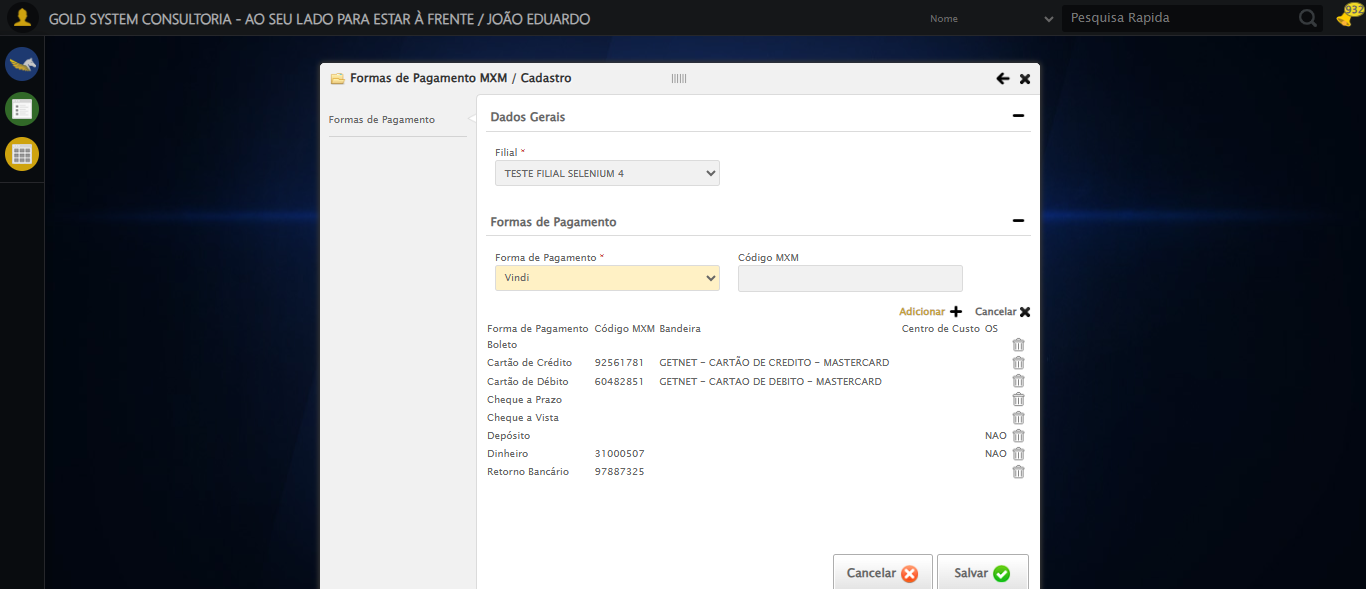 GOLD SYSTEM CONSULTORIA - AO SEU LADO PARA ESTAR À FRENTE / JOÃO EDUARDO
Nome
Pesquisa Rapida
932
Formas de Pagamento MXM / Cadastro
Formas de Pagamento
Dados Gerais
Filial *
TESTE FILIAL SELENIUM 4
Formas de Pagamento
Forma de Pagamento * Código MXM
Vindi
Adicionar Cancelar
Forma de Pagamento Código MXM Bandeira Centro de Custo OS
Boleto
Cartão de Crédito 92561781 GETNET - CARTÃO DE CREDITO - MASTERCARD
Cartão de Débito 60482851 GETNET - CARTAO DE DEBITO - MASTERCARD
Cheque a Prazo
Cheque a Vista
Depósito NAO
Dinheiro 31000507 NAO
Retorno Bancário 97887325
Cancelar Salvar